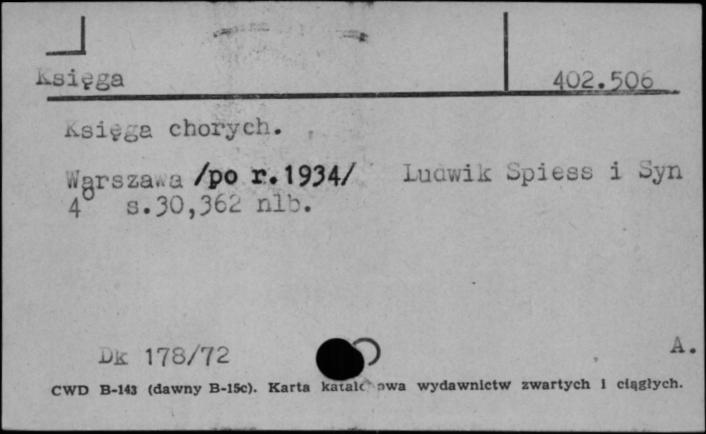 Księga 402.506
Księga chorych.
Warszawa /po r.1934/ Ludwik Spiess i Syn
4° s.30,362 nlb.
Dk 178/72 A.
CWD B-143 (dawny B-15c). Karta wydawnictw zwartych i ciągłych.